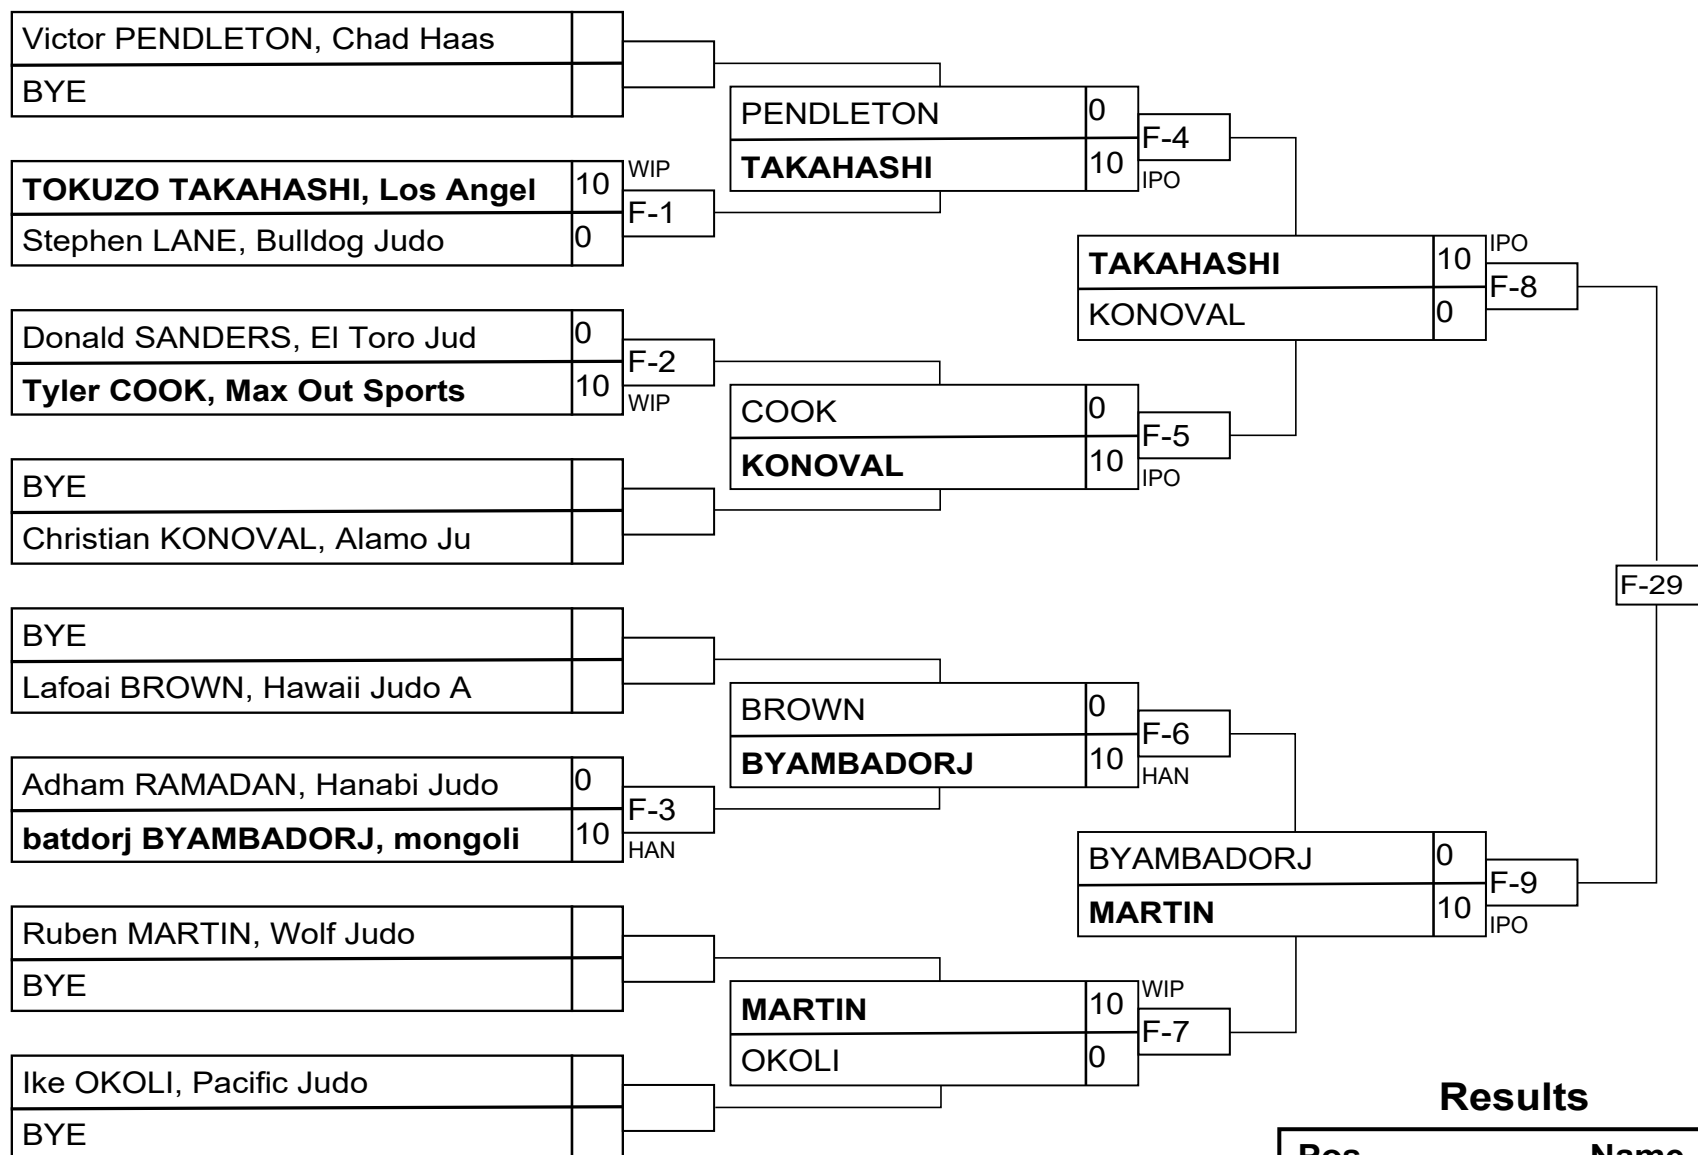 Victor PENDLETON, Chad Haas
BYE
TOKUZO TAKAHASHI, Los Angel 10 WIP
F-1
Stephen LANE, Bulldog Judo 0
Donald SANDERS, El Toro Jud 0
F-2
Tyler COOK, Max Out Sports 10 WIP
BYE
Christian KONOVAL, Alamo Ju
BYE
Lafoai BROWN, Hawaii Judo A
Adham RAMADAN, Hanabi Judo 0
F-3
batdorj BYAMBADORJ, mongoli 10 HAN
Ruben MARTIN, Wolf Judo
BYE
Ike OKOLI, Pacific Judo
BYE
PENDLETON 0
F-4
TAKAHASHI 10 IPO
COOK 0
F-5
KONOVAL 10 IPO
BROWN 0
F-6
BYAMBADORJ 10 HAN
MARTIN 10 WIP
F-7
OKOLI 0
TAKAHASHI 10 IPO
F-8
KONOVAL 0
BYAMBADORJ 0
F-9
MARTIN 10 IPO
F-29
Results
Pos Name